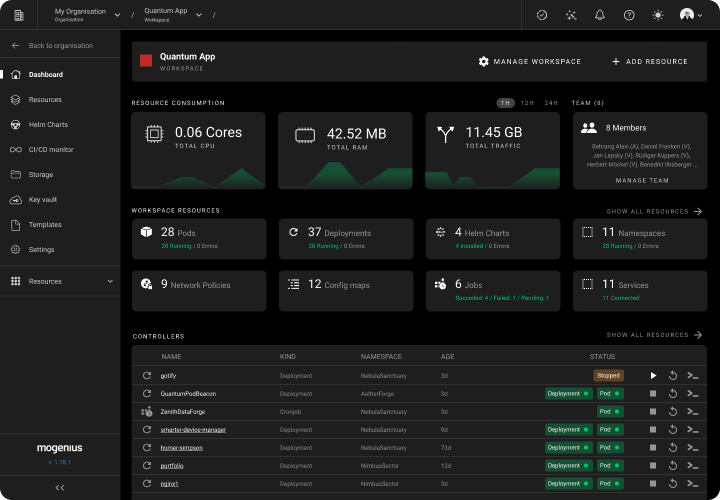 My Organisation
Organisation
/
Quantum App
Workspace
/
Back to organisation
Dashboard
Resources
Helm Charts
CI/CD monitor
Storage
Key vault
Templates
Settings
Resources
mogenius
v. 1.18.1
Quantum App
WORKSPACE
MANAGE WORKSPACE
ADD RESOURCE
RESOURCE CONSUMPTION
1H 12H 24H
TEAM (8)
0.06 Cores
TOTAL CPU
42.52 MB
TOTAL RAM
11.45 GB
TOTAL TRAFFIC
8 Members
Behrang Alavi (A), Daniel Franken (V),
Jan Lepsky (V), Rüdiger Küppers (V),
Herbert Möckel (V), Benedikt Iltisberger ...
MANAGE TEAM
WORKSPACE RESOURCES
SHOW ALL RESOURCES
28 Pods
28 Running / 0 Errors
37 Deployments
28 Running / 0 Errors
4 Helm Charts
4 Installed / 0 Errors
11 Namespaces
28 Running / 0 Errors
9 Network Policies
12 Config maps
6 Jobs
Succeded: 4 / Failed: 1 / Pending: 1
11 Services
11 Connected
CONTROLLERS
SHOW ALL RESOURCES
NAME KIND NAMESPACE AGE STATUS
gotify Deployment NebulaSanctuary 3d Stopped
QuantumPodBeacon Deployment AetherForge 3d Deployment Pod
ZenithDataForge Cronjob NebulaSanctuary 3d Pod
smarter-device-manager Deployment NebulaSanctuary 9d Deployment Pod
homer-simpson Deployment NebulaSanctuary 73d Deployment Pod
portfolio Deployment NimbusSector 13d Deployment Pod
nginx1 Deployment NimbusSector 3d Deployment Pod